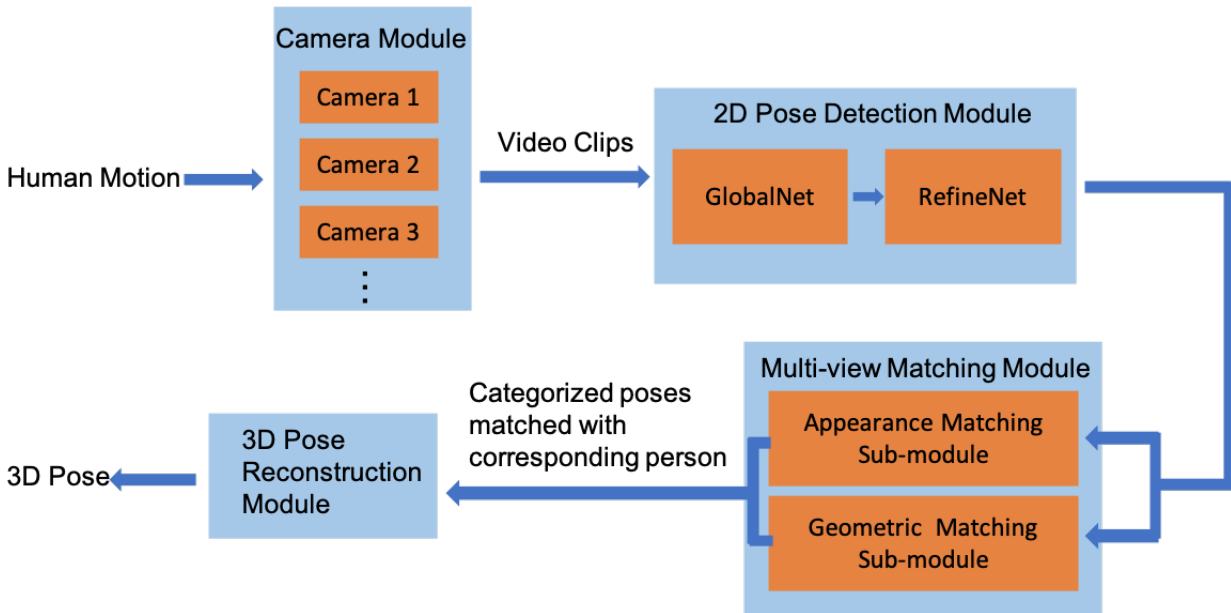 Camera Module
Camera 1
Camera 2
Camera 3
⋮
Human Motion
Video Clips
2D Pose Detection Module
GlobalNet
RefineNet
Multi-view Matching Module
Appearance Matching
Sub-module
Geometric Matching
Sub-module
Categorized poses
matched with
corresponding person
3D Pose
Reconstruction
Module
3D Pose